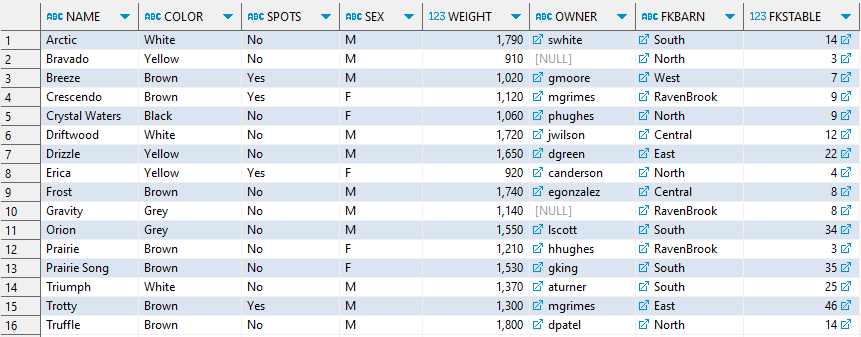 ABC NAME ABC COLOR ABC SPOTS ABC SEX 123 WEIGHT ABC OWNER ABC FKBARN 123 FKSTABLE
1 Arctic White No M 1,790 swhite South 14
2 Bravado Yellow No M 910 [NULL] North 3
3 Breeze Brown Yes M 1,020 gmoore West 7
4 Crescendo Brown Yes F 1,120 mgrimes RavenBrook 9
5 Crystal Waters Black No F 1,060 phughes North 9
6 Driftwood White No M 1,720 jwilson Central 12
7 Drizzle Yellow No M 1,650 dgreen East 22
8 Erica Yellow Yes F 920 canderson North 4
9 Frost Brown No M 1,740 egonzalez Central 8
10 Gravity Grey No M 1,140 [NULL] RavenBrook 8
11 Orion Grey No M 1,550 lscott South 34
12 Prairie Brown No F 1,210 hhughes RavenBrook 3
13 Prairie Song Brown No F 1,530 gking South 35
14 Triumph White No M 1,370 aturner South 25
15 Trotty Brown Yes M 1,300 mgrimes East 46
16 Truffle Brown No M 1,800 dpatel North 14